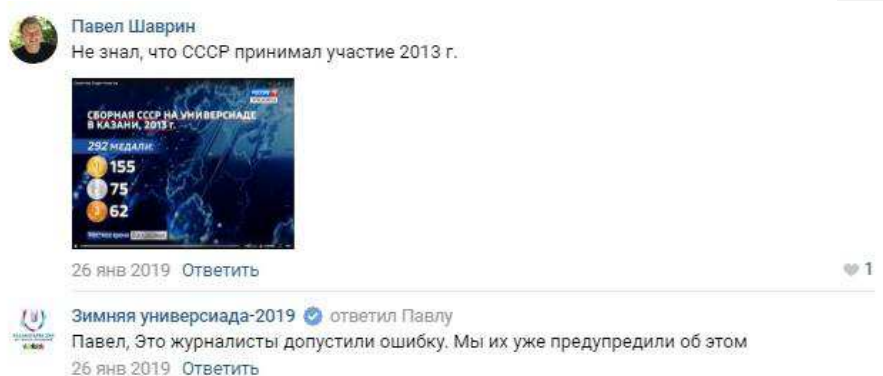 Павел Шаврин
Не знал, что СССР принимал участие 2013 г.
СБОРНАЯ СССР НА УНИВЕРСИАДЕ
В КАЗАНИ, 2013 г.
292 МЕДАЛИ:
155
75
62
26 янв 2019 Ответить
1
Зимняя универсиада-2019 ответил Павлу
Павел, Это журналисты допустили ошибку. Мы их уже предупредили об этом
26 янв 2019 Ответить